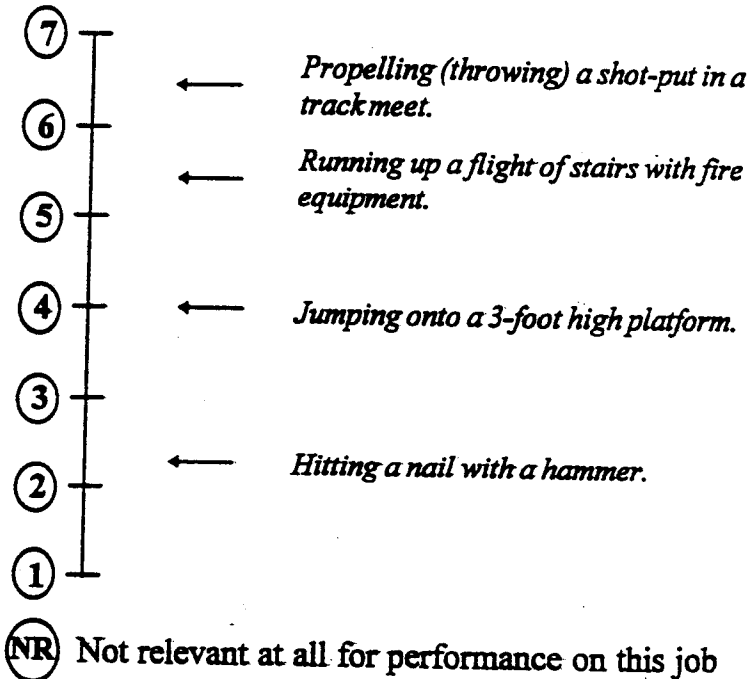 7
Propelling (throwing) a shot-put in a
track meet.
6
Running up a flight of stairs with fire
equipment.
5
4
Jumping onto a 3-foot high platform.
3
Hitting a nail with a hammer.
2
1
NR Not relevant at all for performance on this job